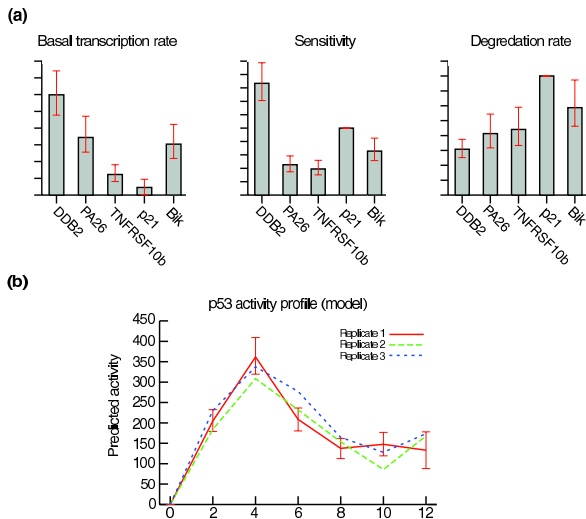 (a)
Basal transcription rate
Sensitivity
Degredation rate
DDB2
PA26
TNFRSF10b
p21
Bik
DDB2
PA26
TNFRSF10b
p21
Bik
DDB2
PA26
TNFRSF10b
p21
Bik
(b)
p53 activity profile (model)
Predicted activity
450
400
350
300
250
200
150
100
50
0
Replicate 1
Replicate 2
Replicate 3
0 2 4 6 8 10 12